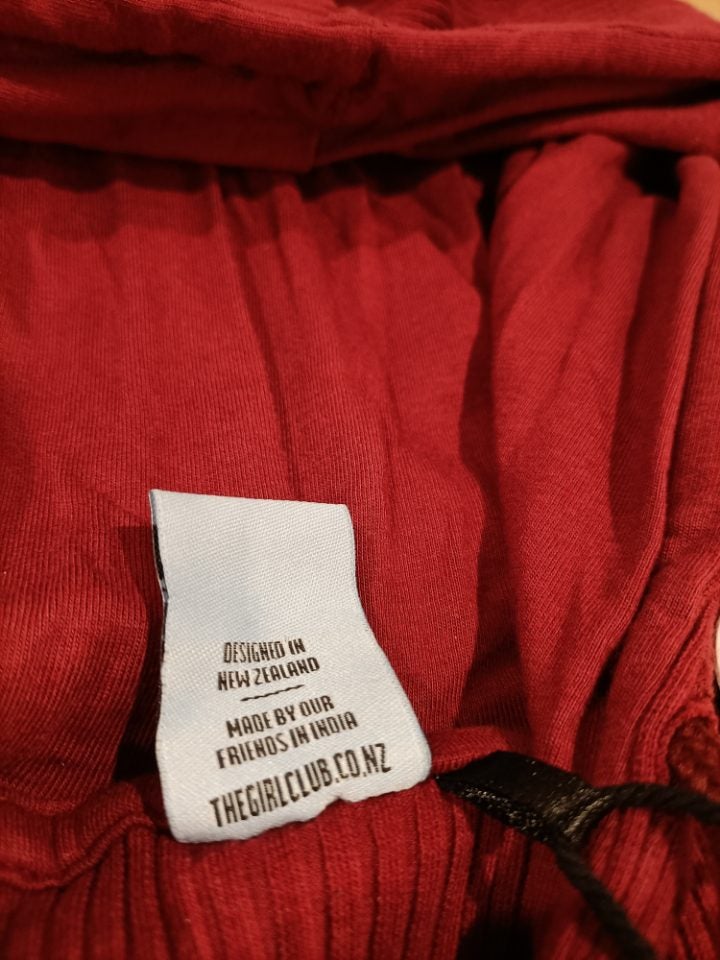 DESIGNED IN
NEW ZEALAND
MADE BY OUR
FRIENDS IN INDIA
THEGIRLCLUB.CO.NZ